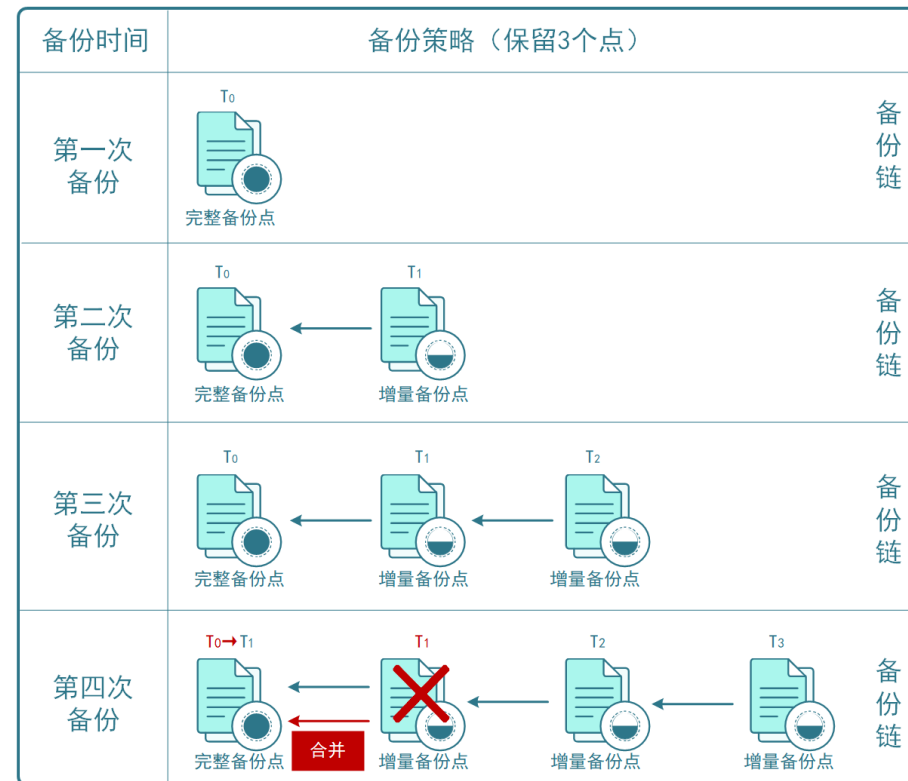 备份时间
备份策略（保留3个点）
第一次
备份
T0
完整备份点
备
份
链
第二次
备份
T0
T1
完整备份点
增量备份点
备
份
链
第三次
备份
T0
T1
T2
完整备份点
增量备份点
增量备份点
备
份
链
第四次
备份
T0→T1
T1
T2
T3
合并
完整备份点
增量备份点
增量备份点
增量备份点
备
份
链